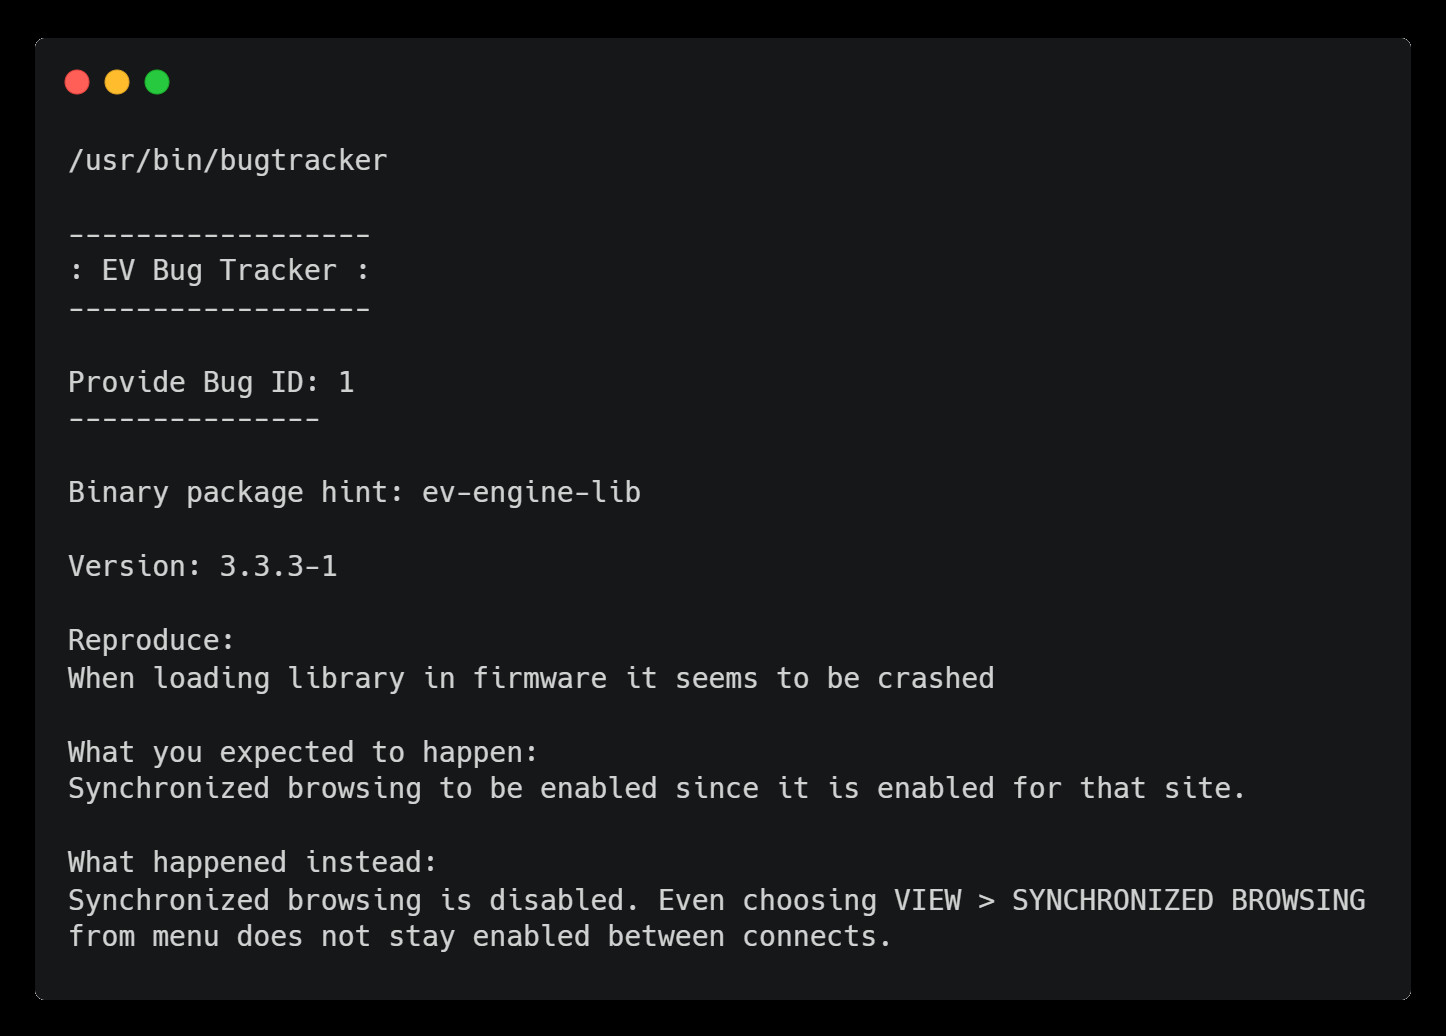 /usr/bin/bugtracker
------------------
: EV Bug Tracker :
------------------
Provide Bug ID: 1
---------------
Binary package hint: ev-engine-lib
Version: 3.3.3-1
Reproduce:
When loading library in firmware it seems to be crashed
What you expected to happen:
Synchronized browsing to be enabled since it is enabled for that site.
What happened instead:
Synchronized browsing is disabled. Even choosing VIEW > SYNCHRONIZED BROWSING
from menu does not stay enabled between connects.